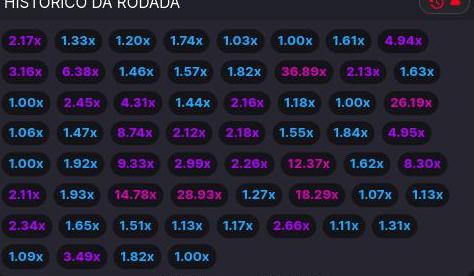 HISTÓRICO DA RODADA
2.17x 1.33x 1.20x 1.74x 1.03x 1.00x 1.61x 4.94x
3.16x 6.38x 1.46x 1.57x 1.82x 36.89x 2.13x 1.63x
1.00x 2.45x 4.31x 1.44x 2.16x 1.18x 1.00x 26.19x
1.06x 1.47x 8.74x 2.12x 2.18x 1.55x 1.84x 4.95x
1.00x 1.92x 9.33x 2.99x 2.26x 12.37x 1.62x 8.30x
2.11x 1.93x 14.78x 28.93x 1.27x 18.29x 1.07x 1.13x
2.34x 1.65x 1.51x 1.13x 1.17x 2.66x 1.11x 1.31x
1.09x 3.49x 1.82x 1.00x